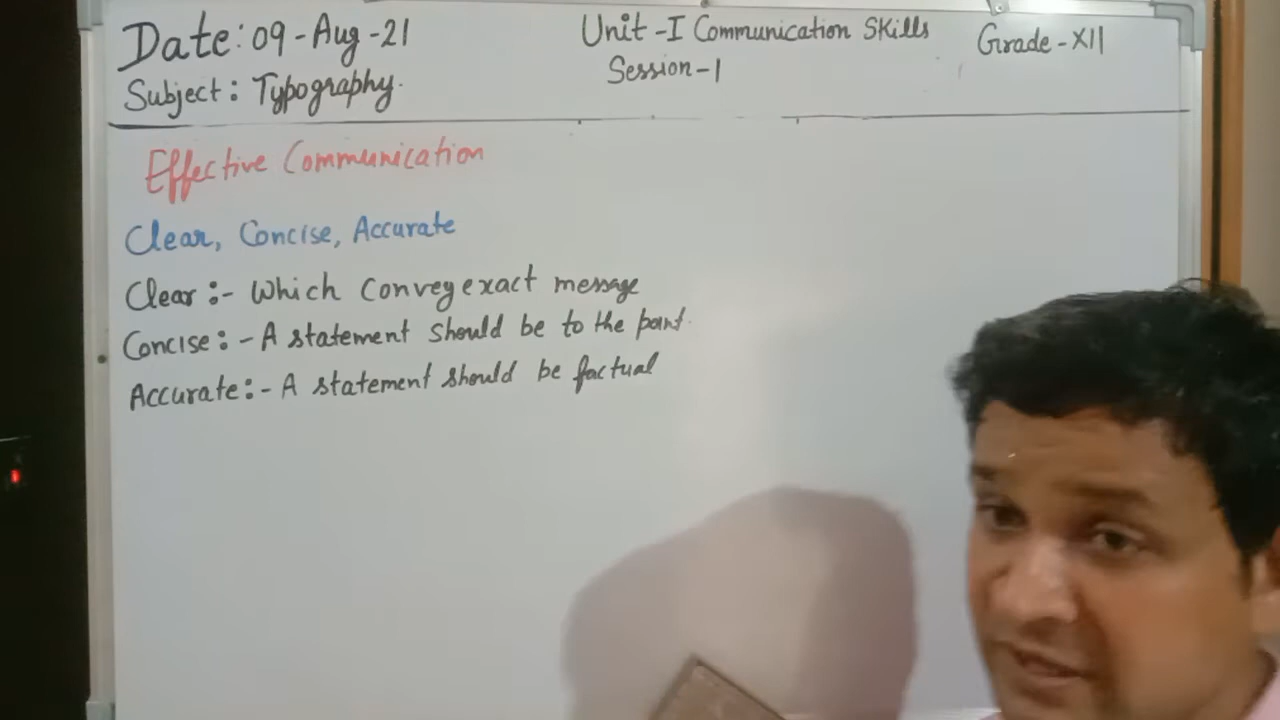 Date: 09-Aug-21
Unit-I Communication Skills
Grade-XII
Subject: Typography.
Session-1
Effective Communication
Clear, Concise, Accurate
Clear :- Which Convey exact message
Concise :- A statement should be to the point.
Accurate :- A statement should be factual